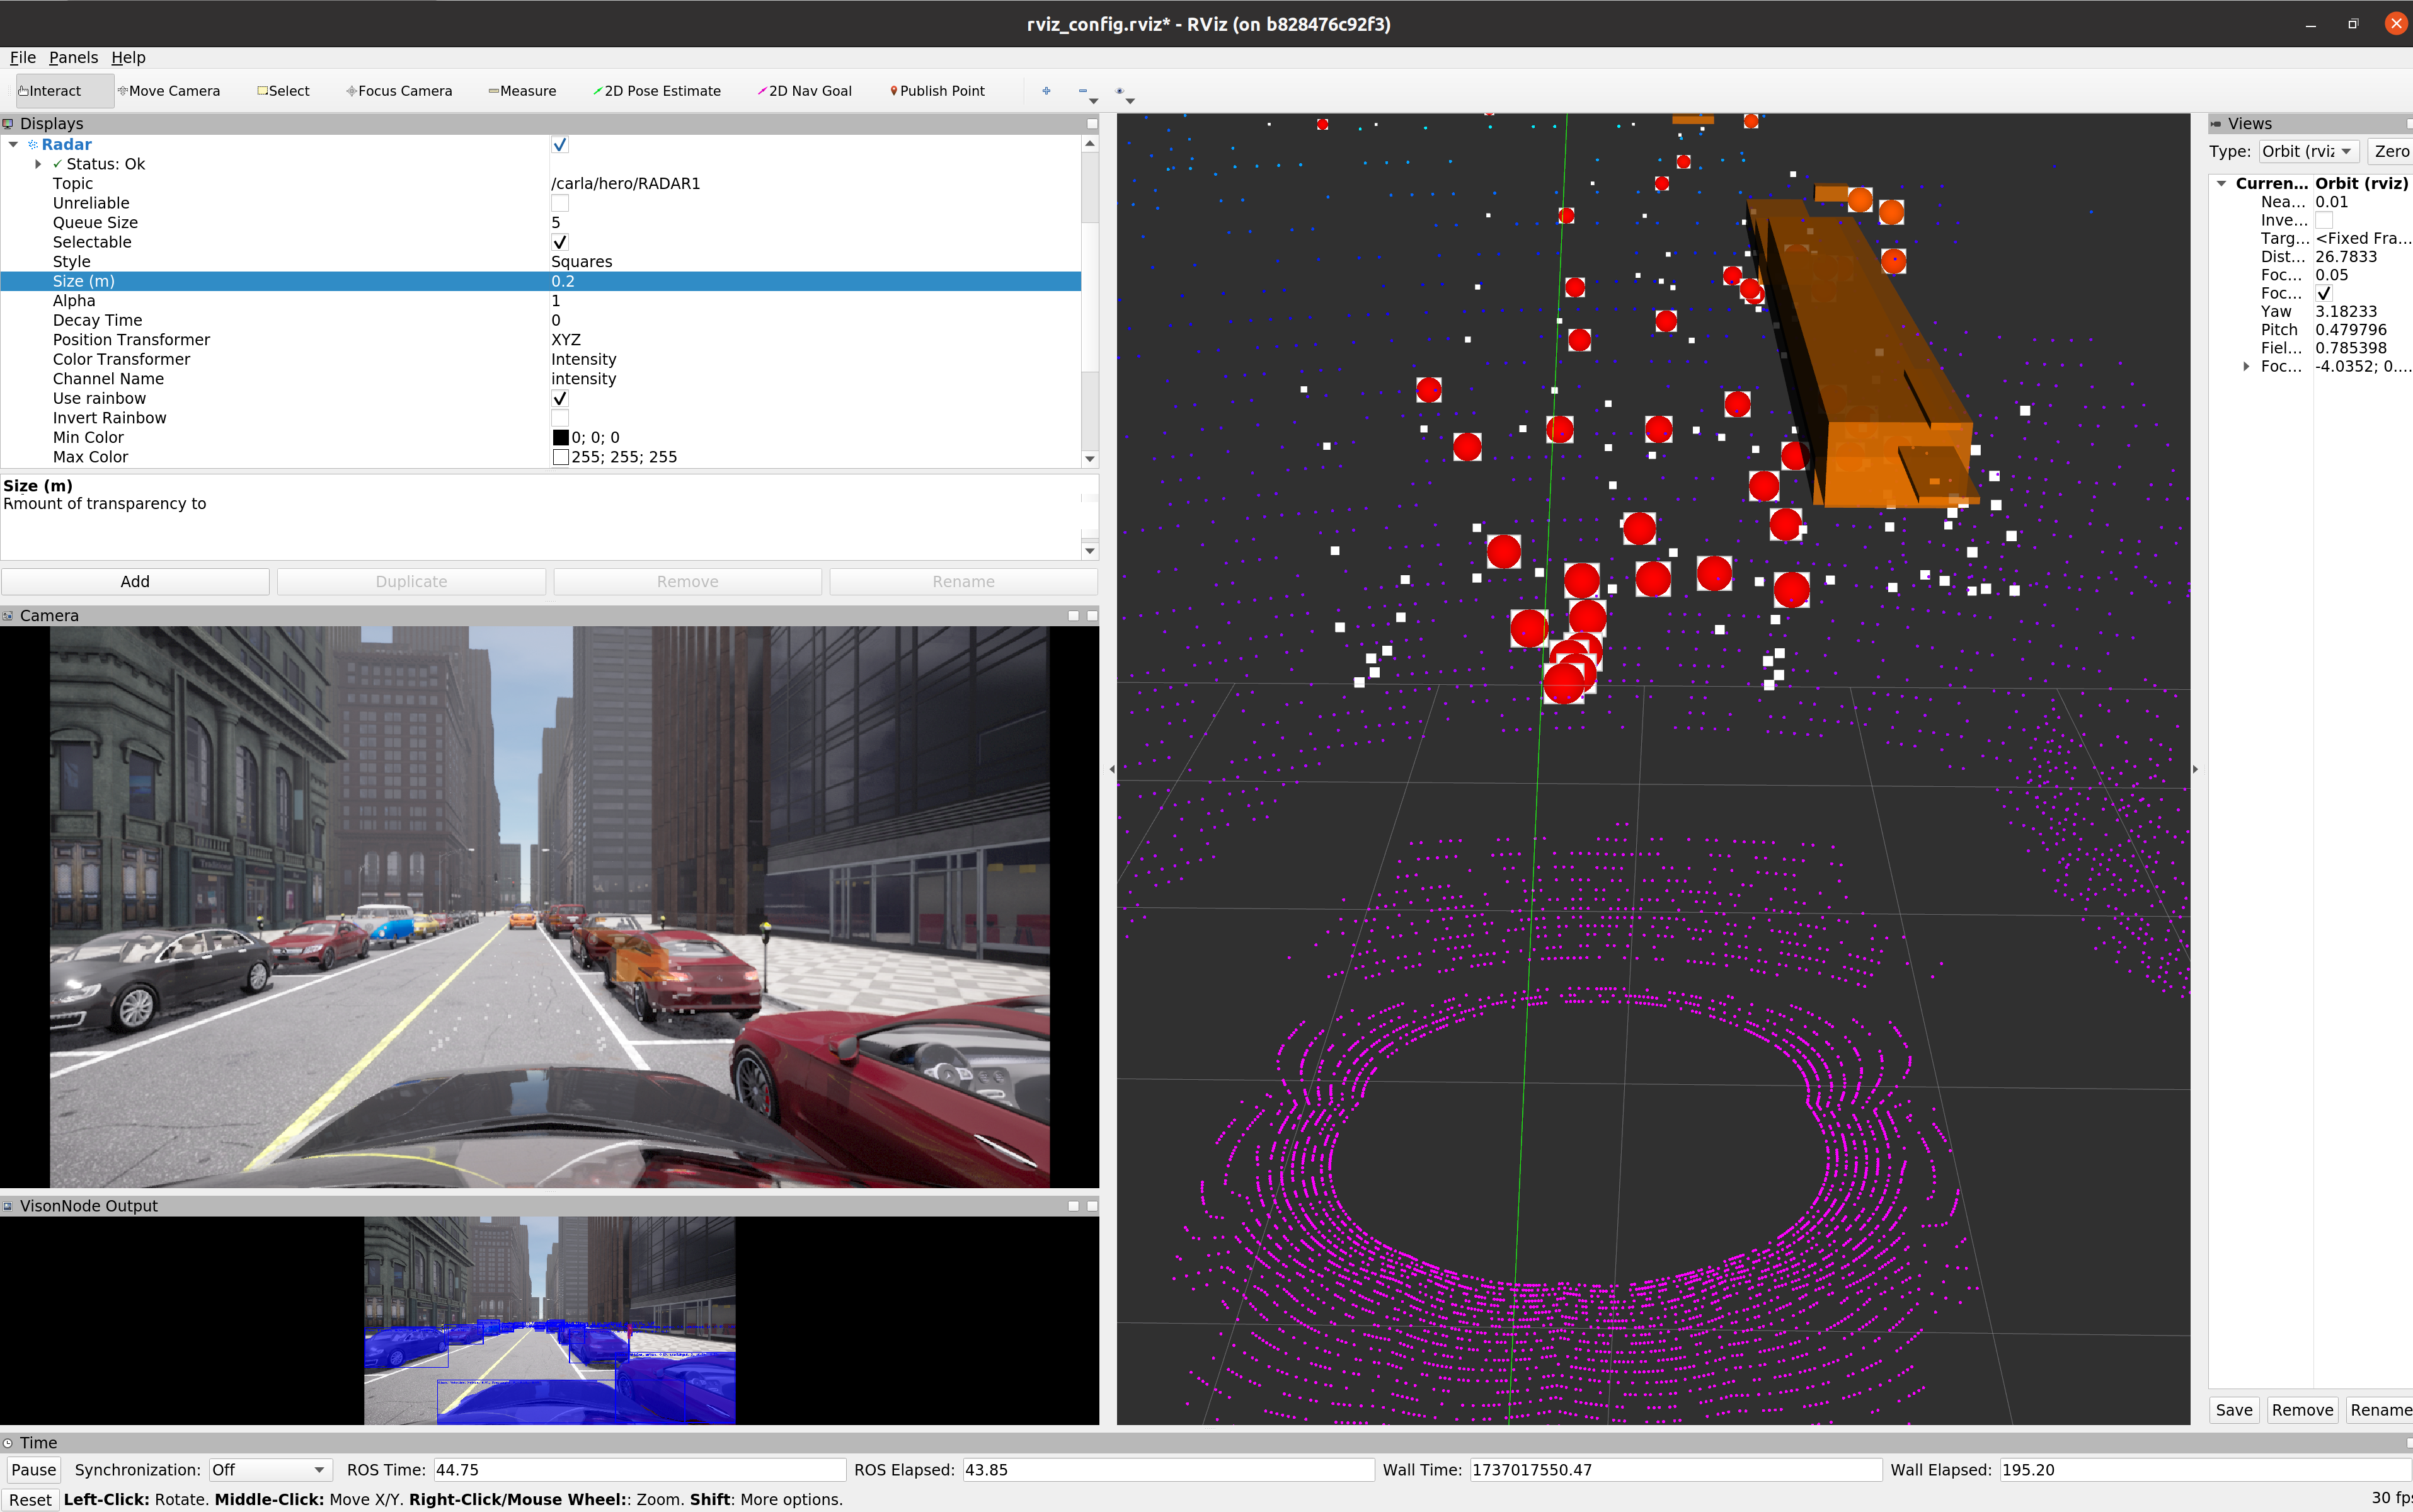 rviz_config.rviz* - RViz (on b828476c92f3)
File Panels Help
Interact Move Camera Select Focus Camera Measure 2D Pose Estimate 2D Nav Goal Publish Point
Displays
Radar
Status: Ok
Topic /carla/hero/RADAR1
Unreliable
Queue Size 5
Selectable
Style Squares
Size (m) 0.2
Alpha 1
Decay Time 0
Position Transformer XYZ
Color Transformer Intensity
Channel Name intensity
Use rainbow
Invert Rainbow
Min Color 0; 0; 0
Max Color 255; 255; 255
Size (m)
Amount of transparency to
Add Duplicate Remove Rename
Camera
VisonNode Output
Views
Type: Orbit (rviz Zero
Curren... Orbit (rviz)
Nea... 0.01
Inve...
Targ... <Fixed Fra...
Dist... 26.7833
Foc... 0.05
Foc...
Yaw 3.18233
Pitch 0.479796
Fiel... 0.785398
Foc... -4.0352; 0....
Save Remove Rename
Time
Pause Synchronization: Off ROS Time: 44.75 ROS Elapsed: 43.85 Wall Time: 1737017550.47 Wall Elapsed: 195.20
Reset Left-Click: Rotate. Middle-Click: Move X/Y. Right-Click/Mouse Wheel:: Zoom. Shift: More options. 30 fps